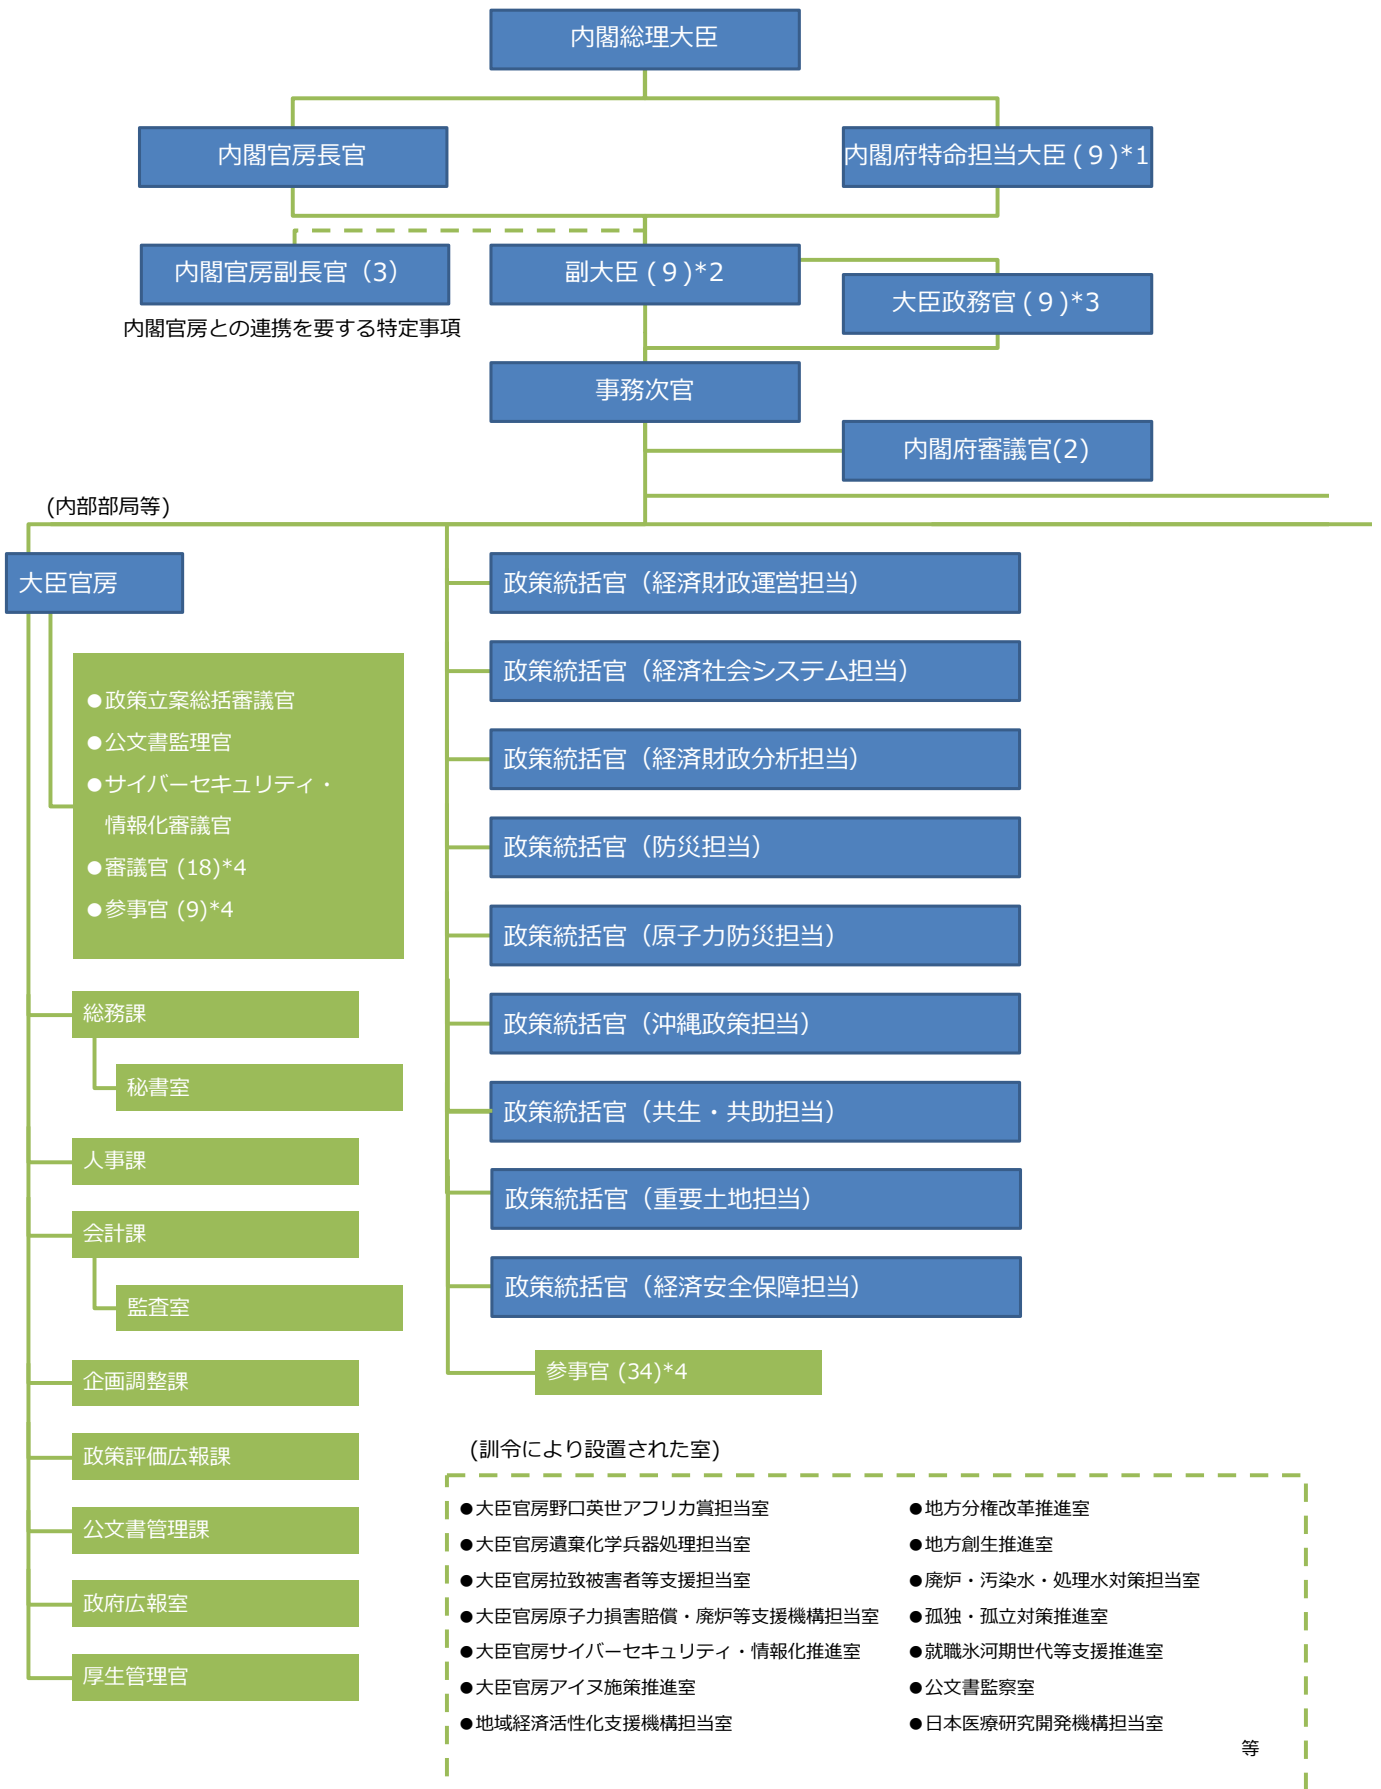 内閣総理大臣
内閣官房長官
内閣府特命担当大臣(９)*1
内閣官房副長官（3）
副大臣(９)*2
大臣政務官(９)*3
内閣官房との連携を要する特定事項
事務次官
内閣府審議官(2)
(内部部局等)
大臣官房
●政策立案総括審議官
●公文書監理官
●サイバーセキュリティ・
情報化審議官
●審議官 (18)*4
●参事官 (9)*4
総務課
秘書室
人事課
会計課
監査室
企画調整課
政策評価広報課
公文書管理課
政府広報室
厚生管理官
政策統括官（経済財政運営担当）
政策統括官（経済社会システム担当）
政策統括官（経済財政分析担当）
政策統括官（防災担当）
政策統括官（原子力防災担当）
政策統括官（沖縄政策担当）
政策統括官（共生・共助担当）
政策統括官（重要土地担当）
政策統括官（経済安全保障担当）
参事官 (34)*4
(訓令により設置された室)
●大臣官房野口英世アフリカ賞担当室
●大臣官房遺棄化学兵器処理担当室
●大臣官房拉致被害者等支援担当室
●大臣官房原子力損害賠償・廃炉等支援機構担当室
●大臣官房サイバーセキュリティ・情報化推進室
●大臣官房アイヌ施策推進室
●地域経済活性化支援機構担当室
●地方分権改革推進室
●地方創生推進室
●廃炉・汚染水・処理水対策担当室
●孤独・孤立対策推進室
●就職氷河期世代等支援推進室
●公文書監察室
●日本医療研究開発機構担当室
等